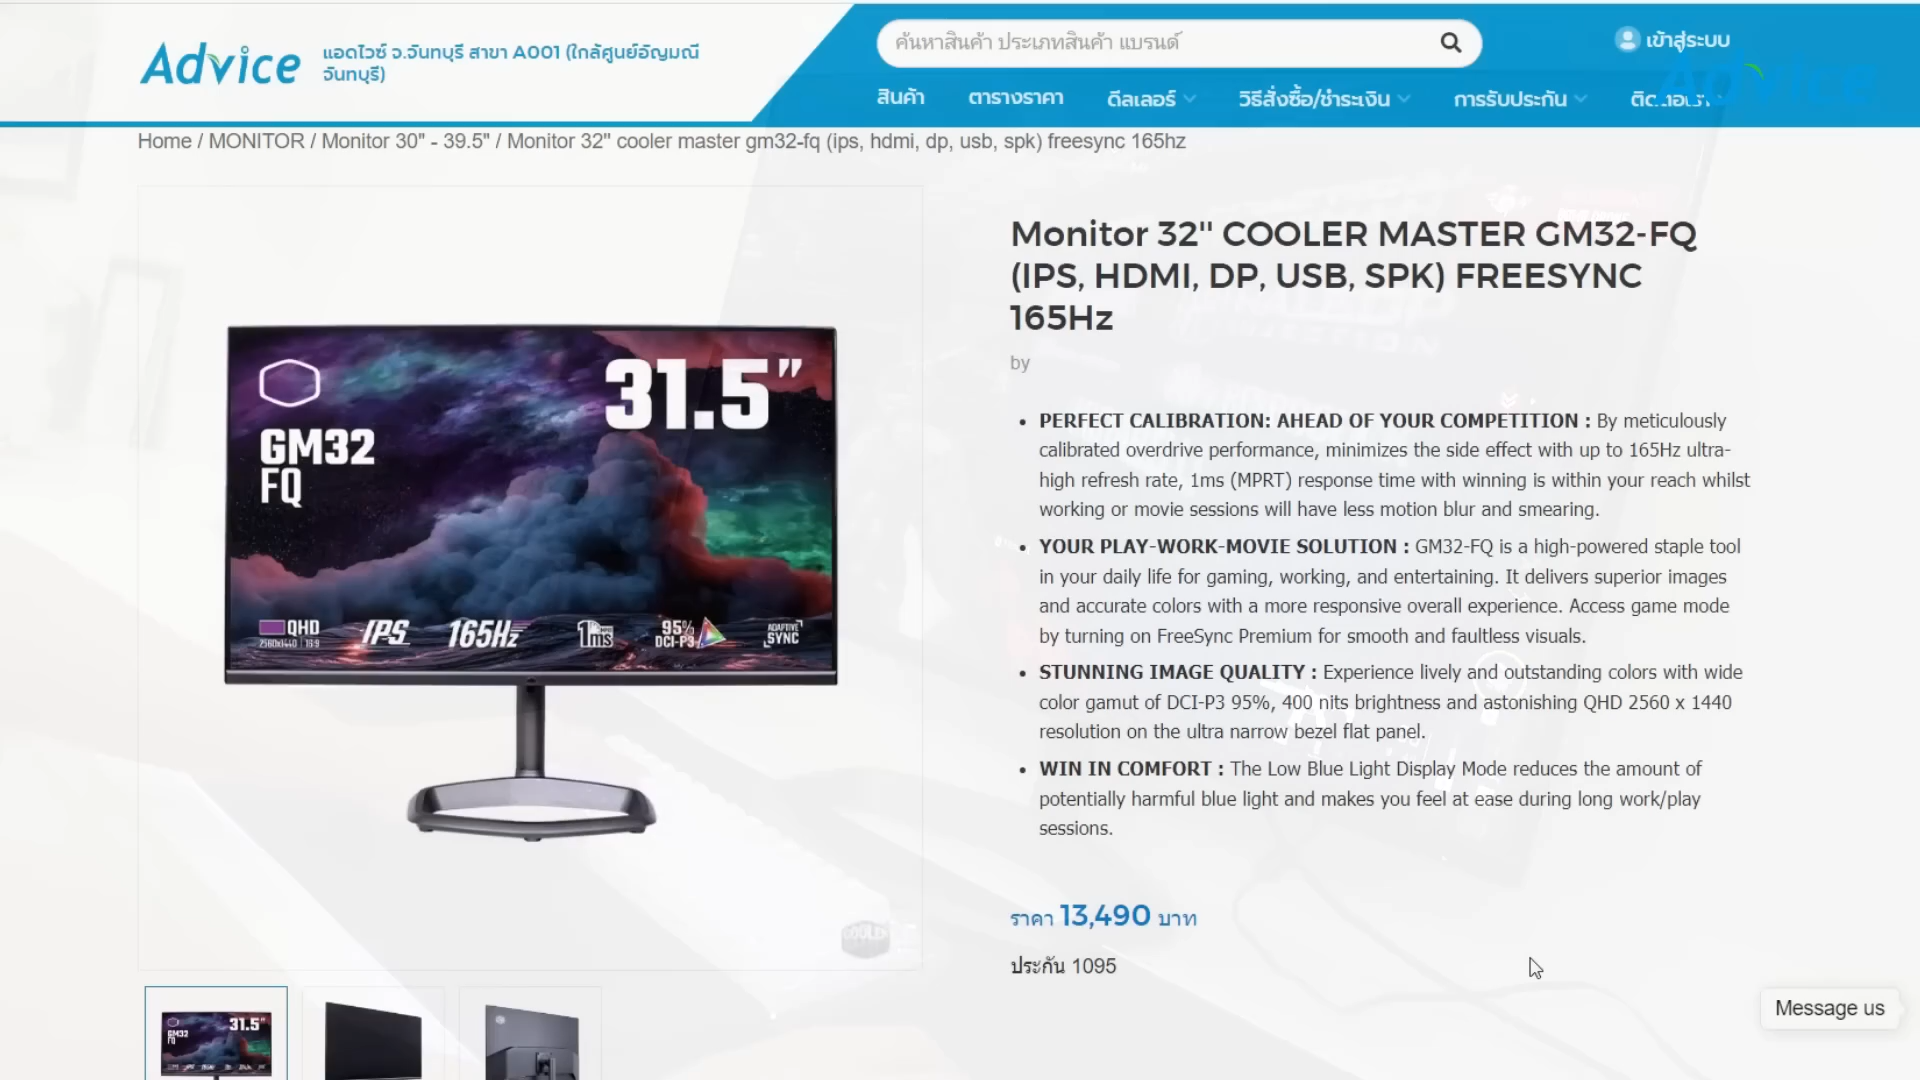 Advice
แอดไวซ์ จ.จันทบุรี สาขา A001 (ใกล้ศูนย์อัญมณี
จันทบุรี)
ค้นหาสินค้า ประเภทสินค้า แบรนด์
เข้าสู่ระบบ
สินค้า
ตารางราคา
ดีลเลอร์
วิธีสั่งซื้อ/ชำระเงิน
การรับประกัน
Advice
Home / MONITOR / Monitor 30" - 39.5" / Monitor 32'' cooler master gm32-fq (ips, hdmi, dp, usb, spk) freesync 165hz
31.5"
GM32
FQ
QHD
2560x1440 16:9
IPS
165Hz
1ms
95%
DCI-P3
ADAPTIVE
SYNC
COOLER
Monitor 32'' COOLER MASTER GM32-FQ
(IPS, HDMI, DP, USB, SPK) FREESYNC
165Hz
by
• PERFECT CALIBRATION: AHEAD OF YOUR COMPETITION : By meticulously
calibrated overdrive performance, minimizes the side effect with up to 165Hz ultra-
high refresh rate, 1ms (MPRT) response time with winning is within your reach whilst
working or movie sessions will have less motion blur and smearing.
• YOUR PLAY-WORK-MOVIE SOLUTION : GM32-FQ is a high-powered staple tool
in your daily life for gaming, working, and entertaining. It delivers superior images
and accurate colors with a more responsive overall experience. Access game mode
by turning on FreeSync Premium for smooth and faultless visuals.
• STUNNING IMAGE QUALITY : Experience lively and outstanding colors with wide
color gamut of DCI-P3 95%, 400 nits brightness and astonishing QHD 2560 x 1440
resolution on the ultra narrow bezel flat panel.
• WIN IN COMFORT : The Low Blue Light Display Mode reduces the amount of
potentially harmful blue light and makes you feel at ease during long work/play
sessions.
ราคา 13,490 บาท
ประกัน 1095
31.5"
GM32
FQ
Message us